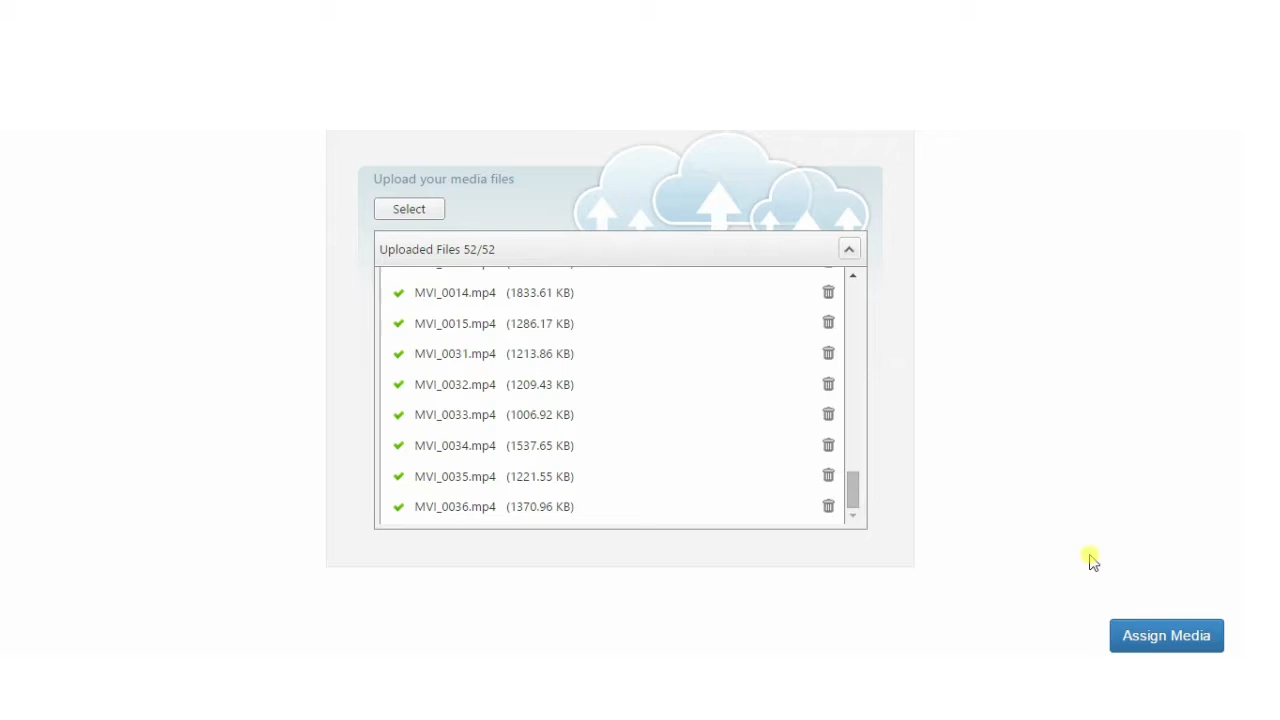 Upload your media files
Select
Uploaded Files 52/52
MVI_0014.mp4 (1833.61 KB)
MVI_0015.mp4 (1286.17 KB)
MVI_0031.mp4 (1213.86 KB)
MVI_0032.mp4 (1209.43 KB)
MVI_0033.mp4 (1006.92 KB)
MVI_0034.mp4 (1537.65 KB)
MVI_0035.mp4 (1221.55 KB)
MVI_0036.mp4 (1370.96 KB)
Assign Media